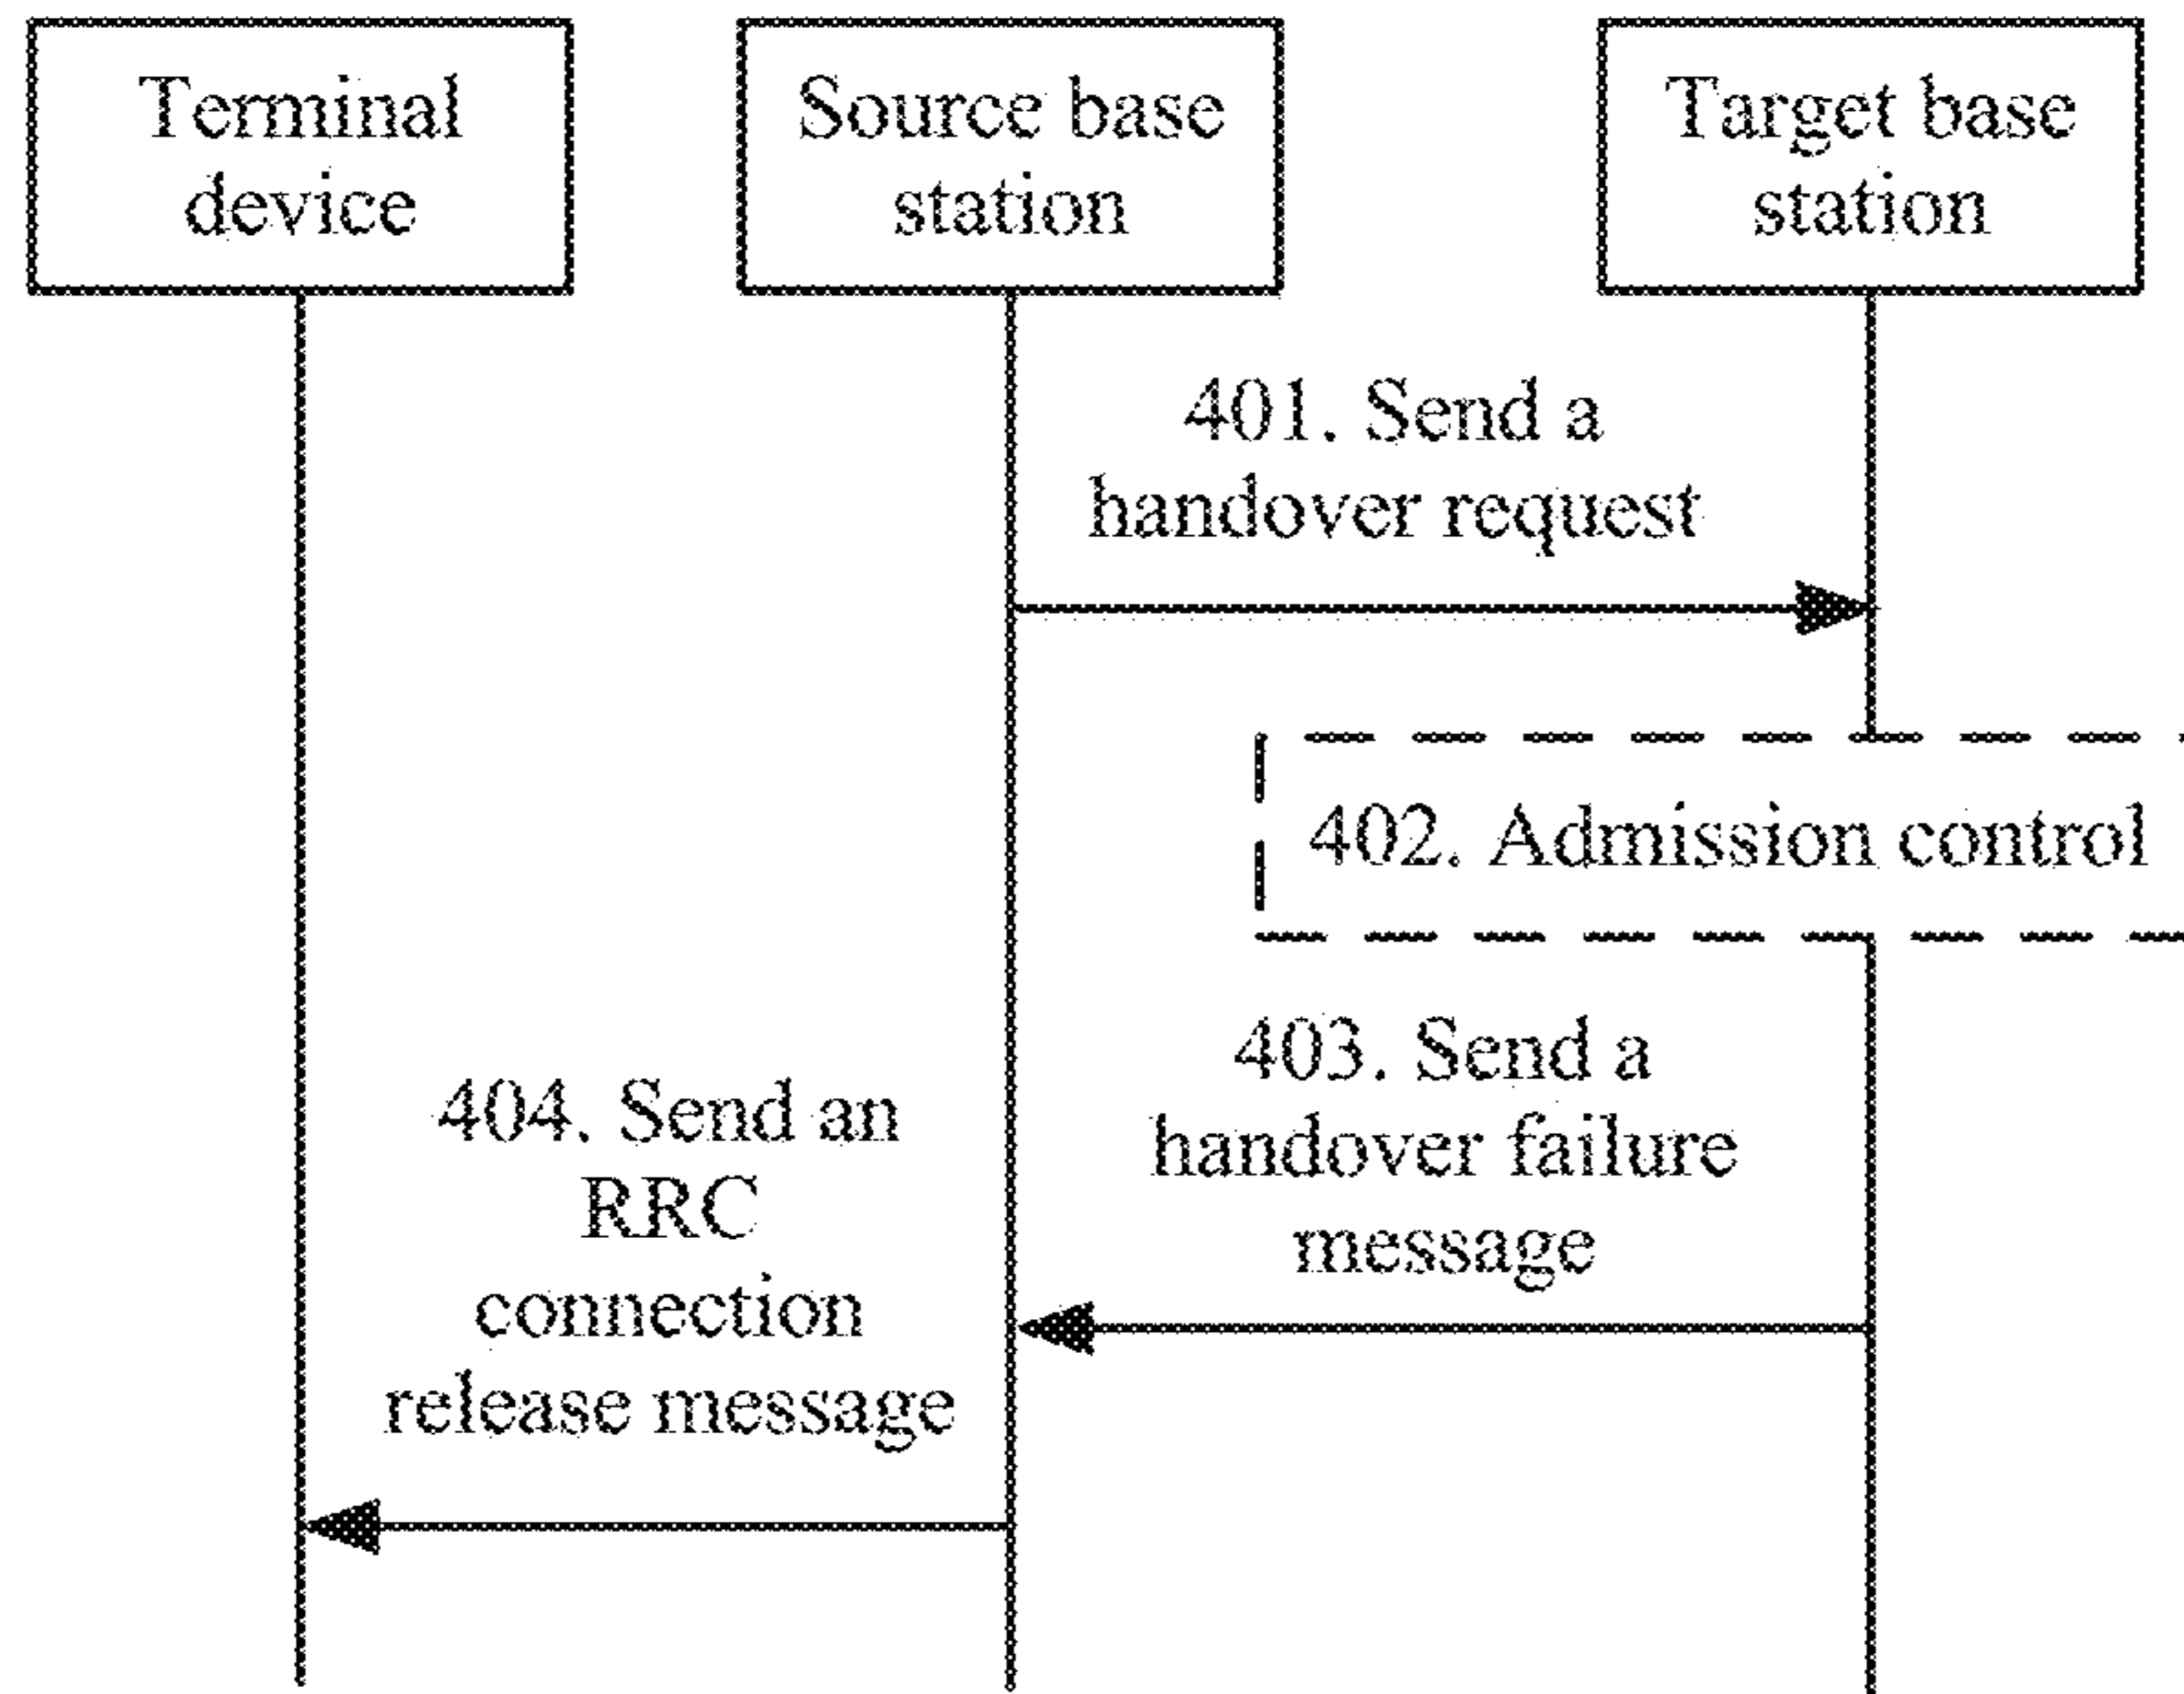 Terminal
device
Source base
station
Target base
station
401. Send a
handover request
402. Admission control
403. Send a
handover failure
message
404. Send an
RRC
connection
release message